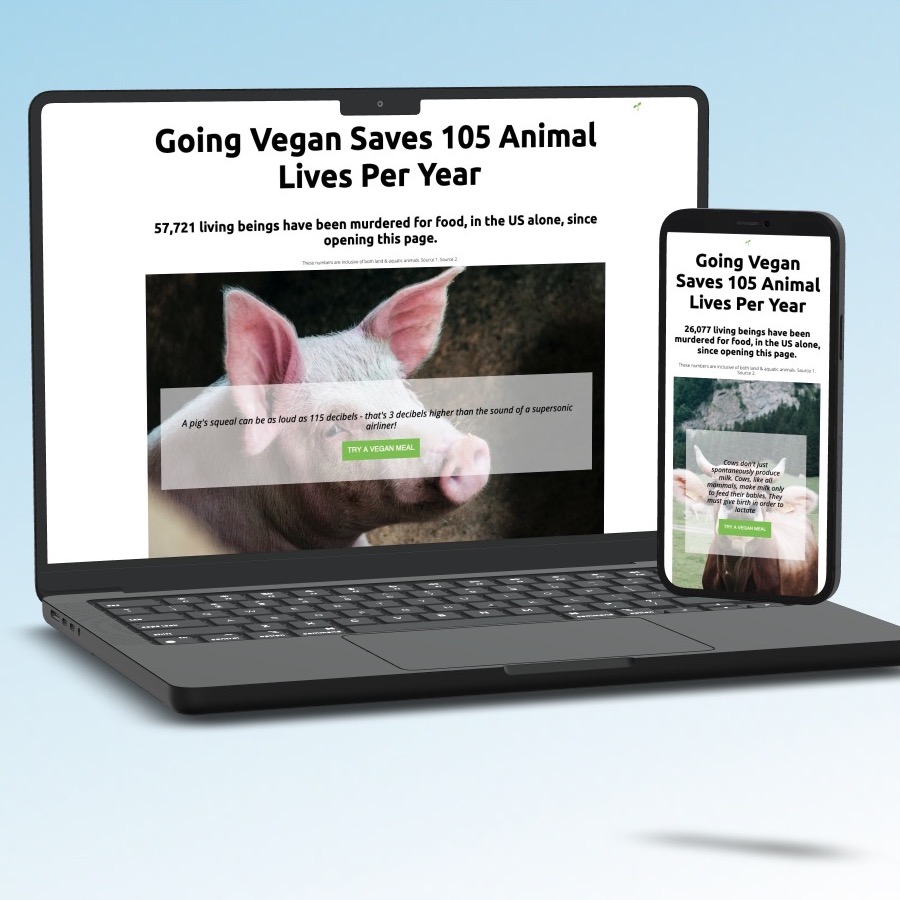 Going Vegan Saves 105 Animal
Lives Per Year
57,721 living beings have been murdered for food, in the US alone, since
opening this page.
These numbers are inclusive of both land & aquatic animals. Source 1. Source 2.
A pig's squeal can be as loud as 115 decibels - that's 3 decibels higher than the sound of a supersonic
airliner!
TRY A VEGAN MEAL
Going Vegan
Saves 105 Animal
Lives Per Year
26,077 living beings have been
murdered for food, in the US alone,
since opening this page.
These numbers are inclusive of both land & aquatic animals. Source 1.
Source 2.
Cows don't just
spontaneously produce
milk. Cows, like all
mammals, make milk only
to feed their babies. They
must give birth in order to
lactate
TRY A VEGAN MEAL